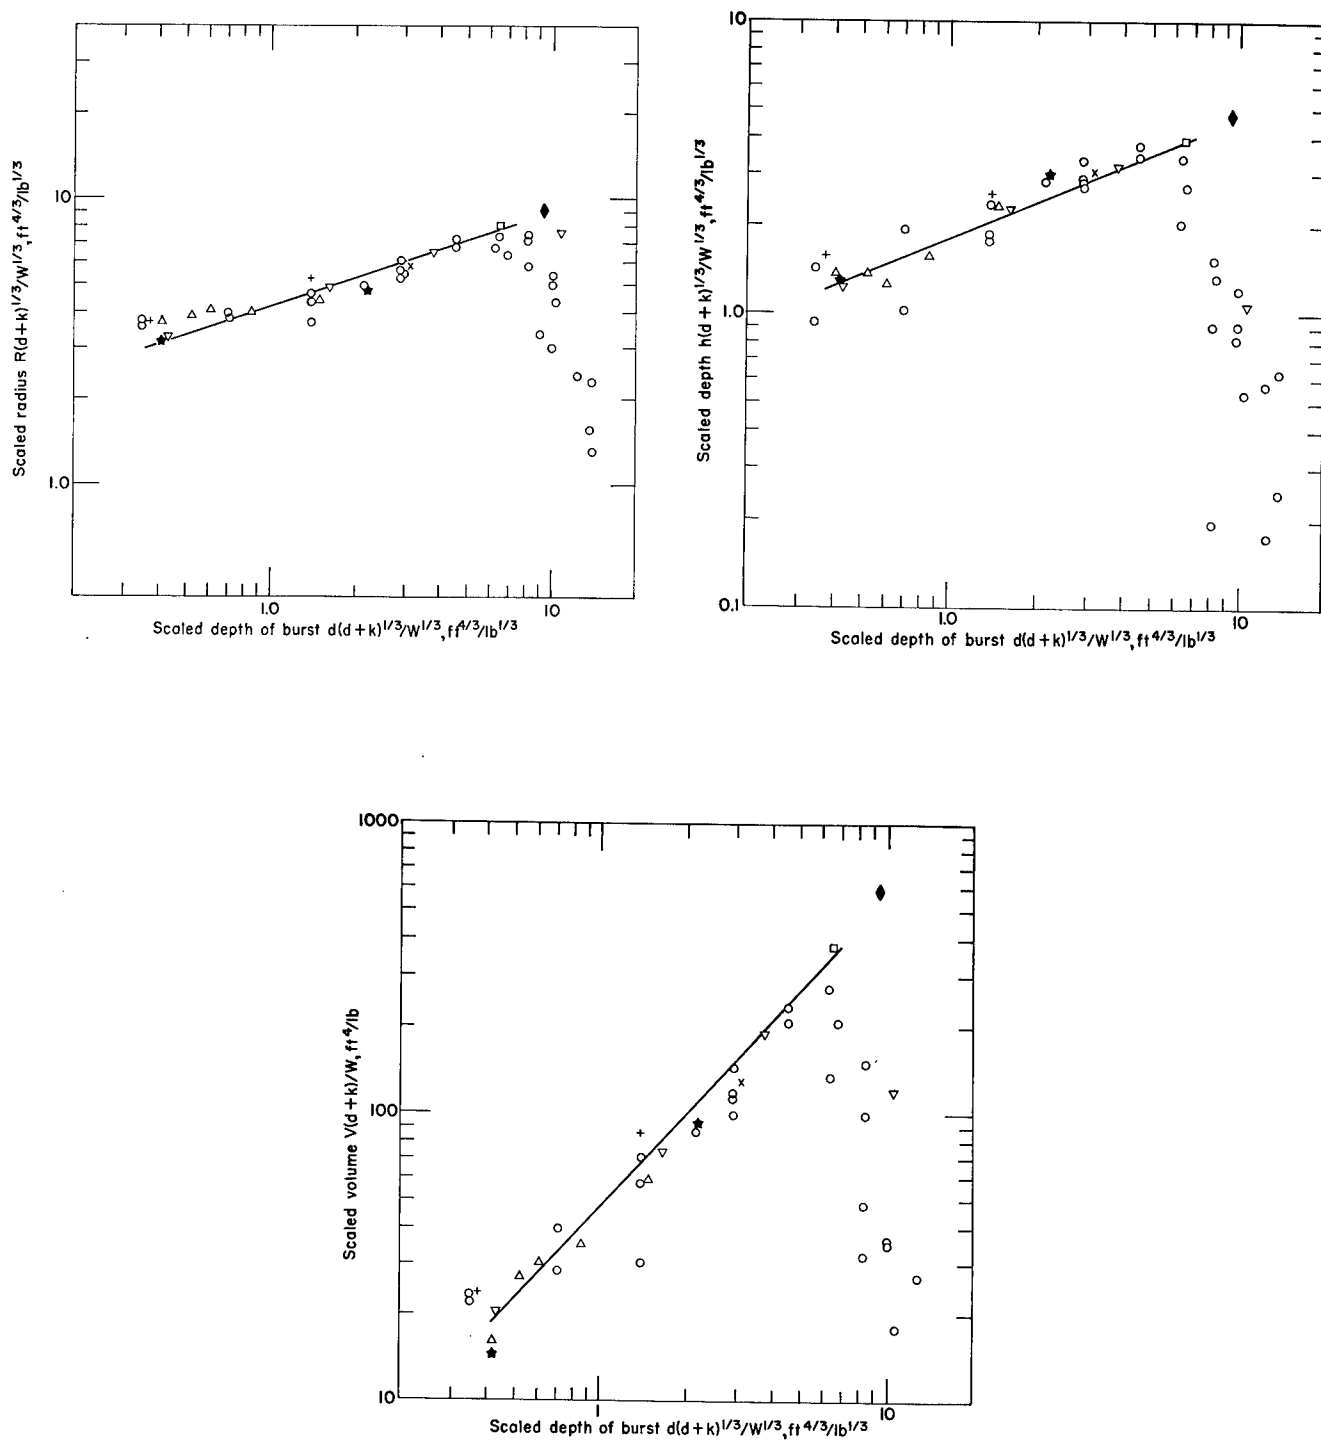 10
1.0
Scaled radius R(d+k)^1/3/W^1/3, ft^4/3/lb^1/3
1.0 10
Scaled depth of burst d(d+k)^1/3/W^1/3, ft^4/3/lb^1/3
10
1.0
0.1
Scaled depth h(d+k)^1/3/W^1/3, ft^4/3/lb^1/3
1.0 10
Scaled depth of burst d(d+k)^1/3/W^1/3, ft^4/3/lb^1/3
1000
100
10
Scaled volume V(d+k)/W, ft^4/lb
1 10
Scaled depth of burst d(d+k)^1/3/W^1/3, ft^4/3/lb^1/3